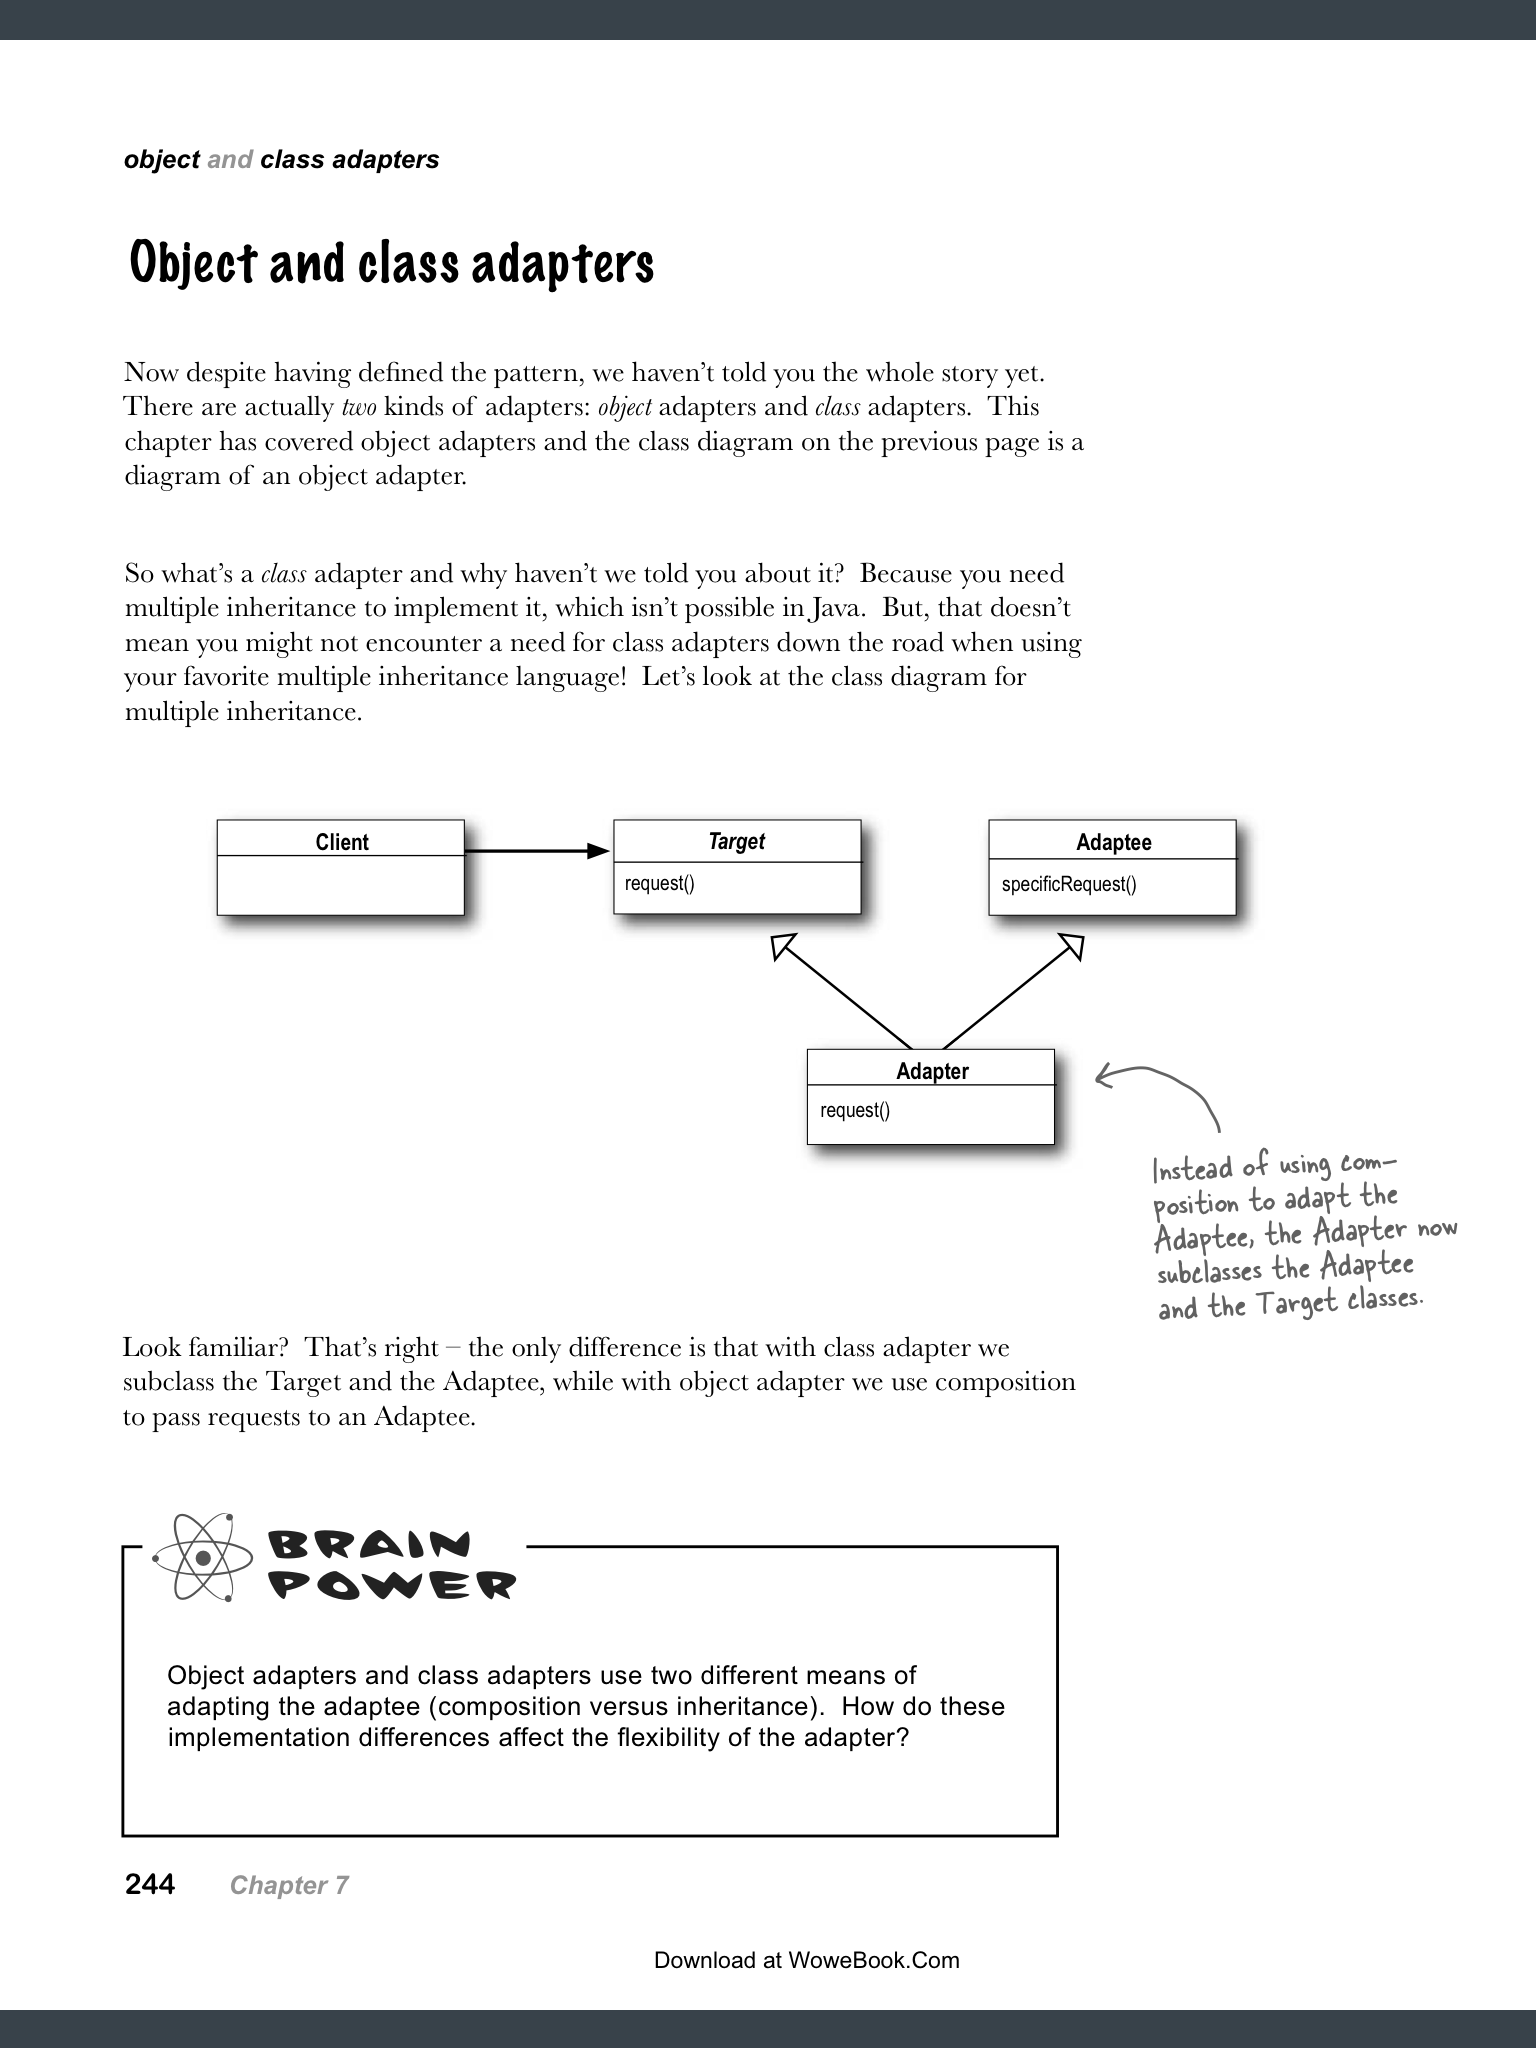 object and class adapters
Object and class adapters
Now despite having defined the pattern, we haven’t told you the whole story yet.
There are actually two kinds of adapters: object adapters and class adapters.  This
chapter has covered object adapters and the class diagram on the previous page is a
diagram of an object adapter.
So what’s a class adapter and why haven’t we told you about it?  Because you need
multiple inheritance to implement it, which isn’t possible in Java.  But, that doesn’t
mean you might not encounter a need for class adapters down the road when using
your favorite multiple inheritance language!  Let’s look at the class diagram for
multiple inheritance.
Client
Target
request()
Adaptee
specificRequest()
Adapter
request()
Instead of using com-
position to adapt the
Adaptee, the Adapter now
subclasses the Adaptee
and the Target classes.
Look familiar?  That’s right – the only difference is that with class adapter we
subclass the Target and the Adaptee, while with object adapter we use composition
to pass requests to an Adaptee.
BRAIN
POWER
Object adapters and class adapters use two different means of
adapting the adaptee (composition versus inheritance).  How do these
implementation differences affect the flexibility of the adapter?
244 Chapter 7
Download at WoweBook.Com